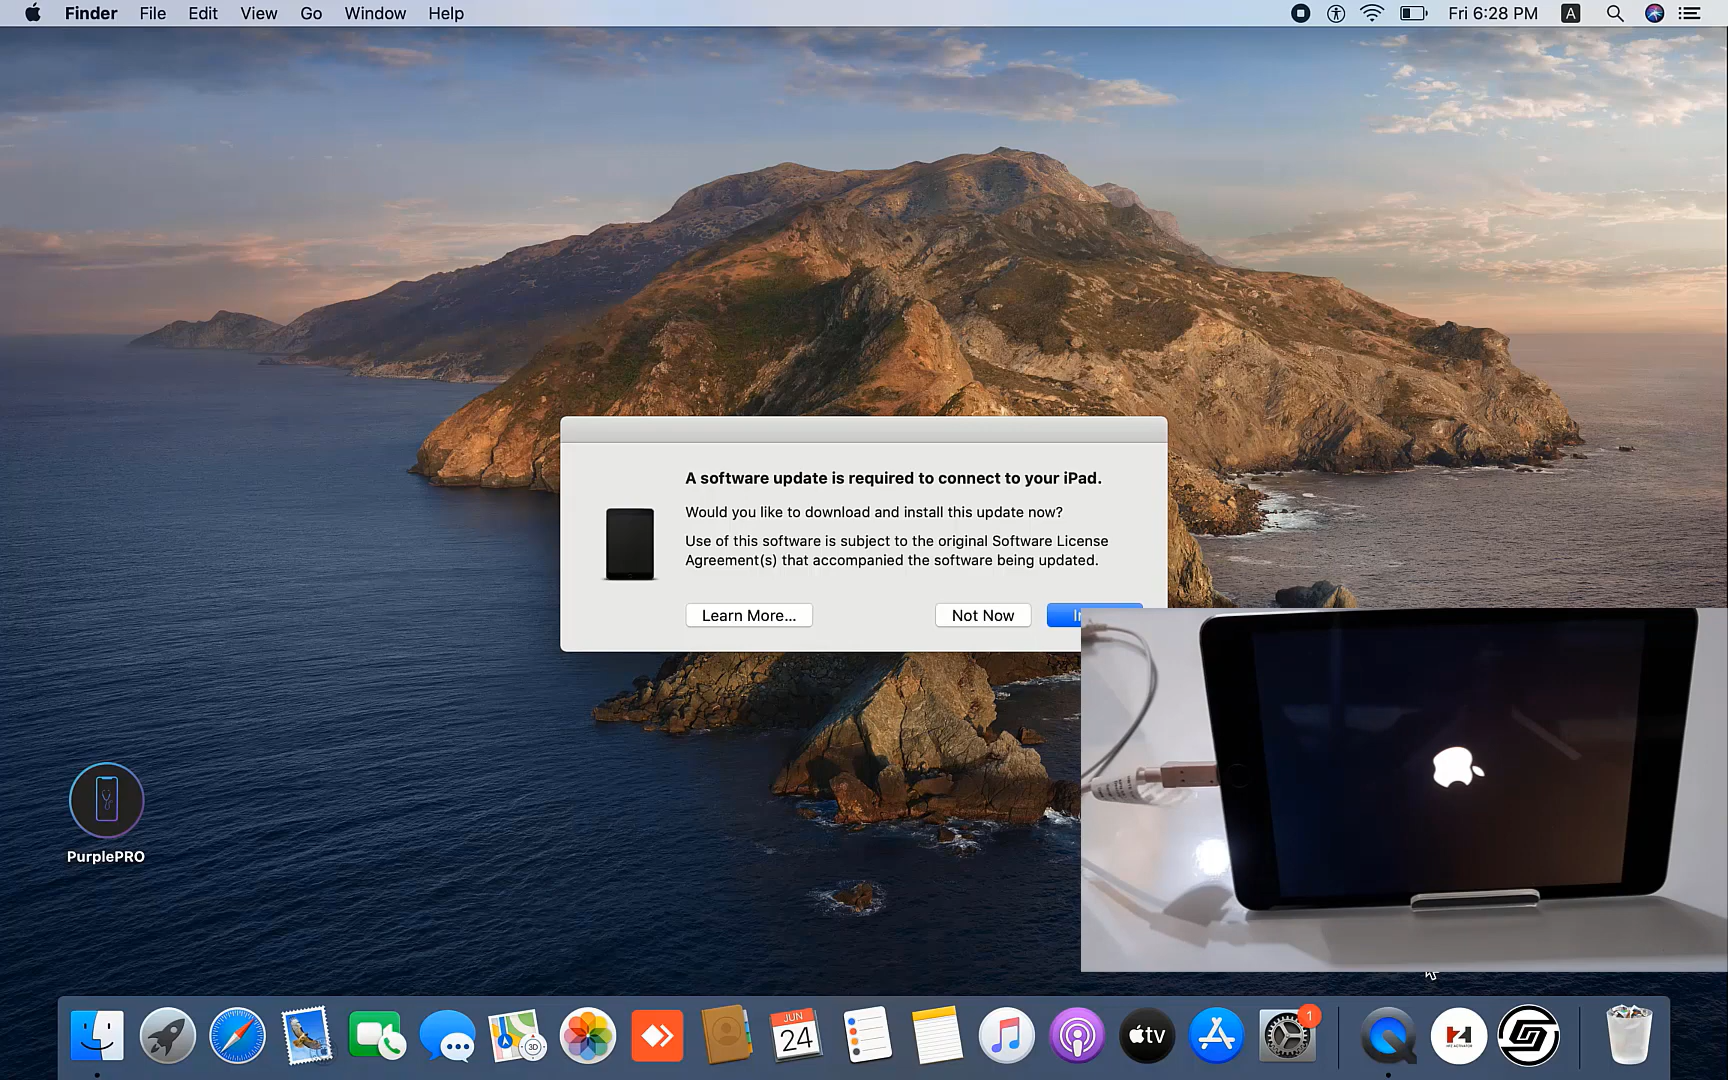 Finder File Edit View Go Window Help Fri 6:28 PM A
A software update is required to connect to your iPad.
Would you like to download and install this update now?
Use of this software is subject to the original Software License
Agreement(s) that accompanied the software being updated.
Learn More... Not Now
PurplePRO
JUN
24
3D
tv
1